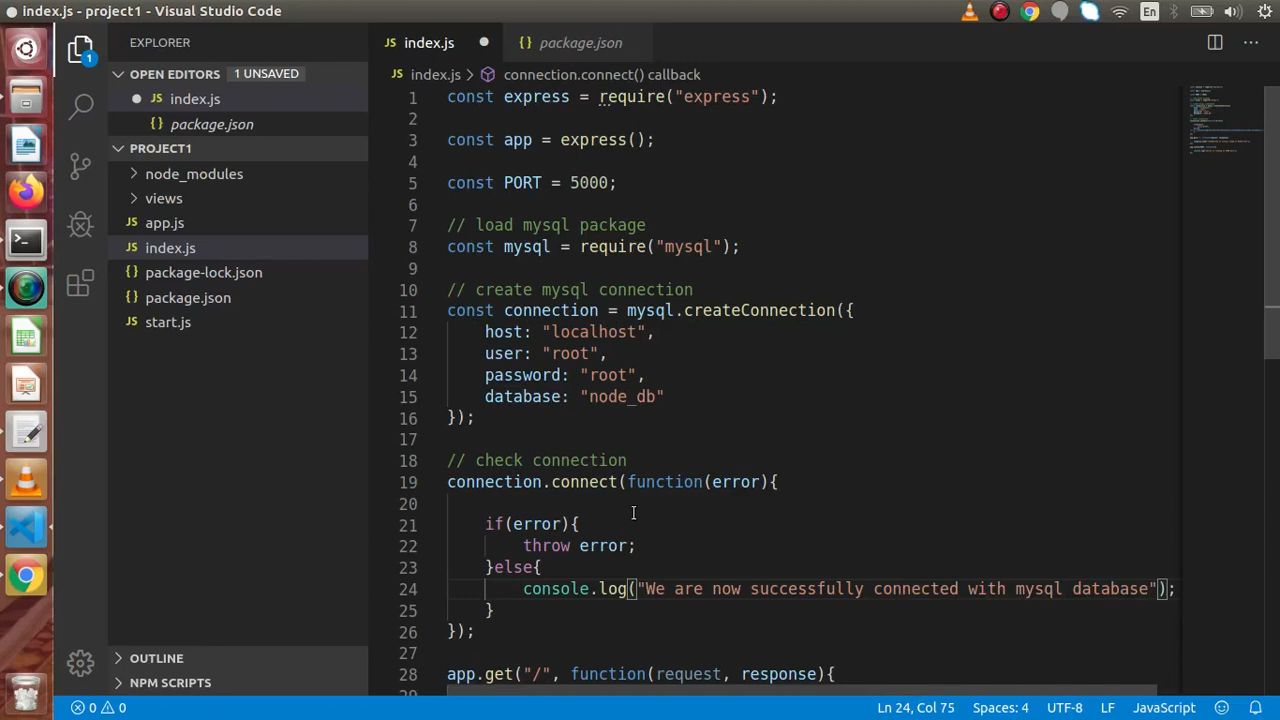 index.js - project1 - Visual Studio Code
En
EXPLORER
OPEN EDITORS 1 UNSAVED
index.js
package.json
PROJECT1
node_modules
views
app.js
index.js
package-lock.json
package.json
start.js
OUTLINE
NPM SCRIPTS
1
index.js
package.json
index.js connection.connect() callback
1 const express = require("express");
2
3 const app = express();
4
5 const PORT = 5000;
6
7 // load mysql package
8 const mysql = require("mysql");
9
10 // create mysql connection
11 const connection = mysql.createConnection({
12 host: "localhost",
13 user: "root",
14 password: "root",
15 database: "node_db"
16 });
17
18 // check connection
19 connection.connect(function(error){
20
21 if(error){
22 throw error;
23 }else{
24 console.log("We are now successfully connected with mysql database");
25 }
26 });
27
28 app.get("/", function(request, response){
29
0 0
Ln 24, Col 75
Spaces: 4
UTF-8
LF
JavaScript